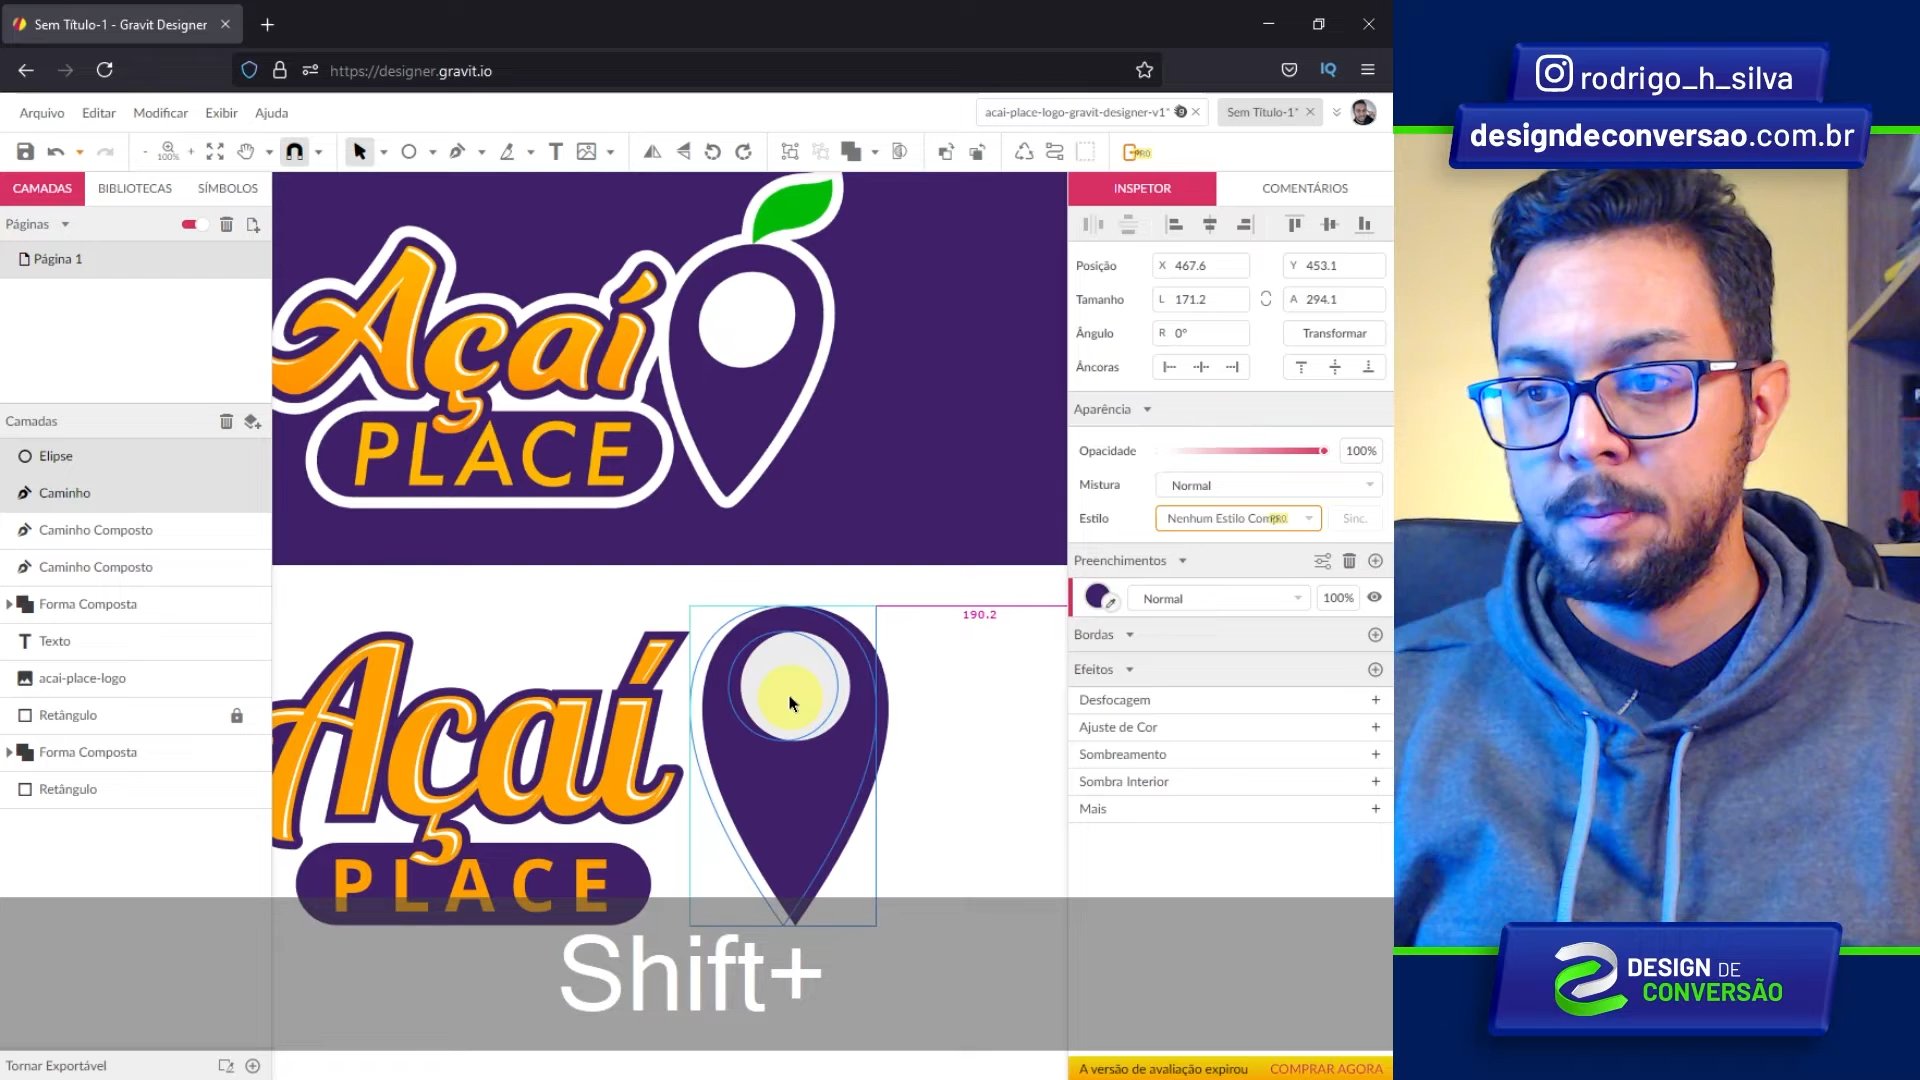 Sem Título-1 - Gravit Designer
https://designer.gravit.io
IQ
Arquivo Editar Modificar Exibir Ajuda
acai-place-logo-gravit-designer-v1*
Sem Título-1*
100%
PRO
CAMADAS BIBLIOTECAS SÍMBOLOS
Páginas
Página 1
Camadas
Elipse
Caminho
Caminho Composto
Caminho Composto
Forma Composta
Texto
acai-place-logo
Retângulo
Forma Composta
Retângulo
Tornar Exportável
Açaí
PLACE
190.2
Açaí
PLACE
Shift+
INSPETOR COMENTÁRIOS
Posição X 467.6 Y 453.1
Tamanho L 171.2 A 294.1
Ângulo R 0° Transformar
Âncoras
Aparência
Opacidade 100%
Mistura Normal
Estilo Nenhum Estilo Com PRO Sinc.
Preenchimentos
Normal 100%
Bordas
Efeitos
Desfocagem +
Ajuste de Cor +
Sombreamento +
Sombra Interior +
Mais +
A versão de avaliação expirou COMPRAR AGORA
rodrigo_h_silva
designdeconversao.com.br
DESIGN DE
CONVERSÃO